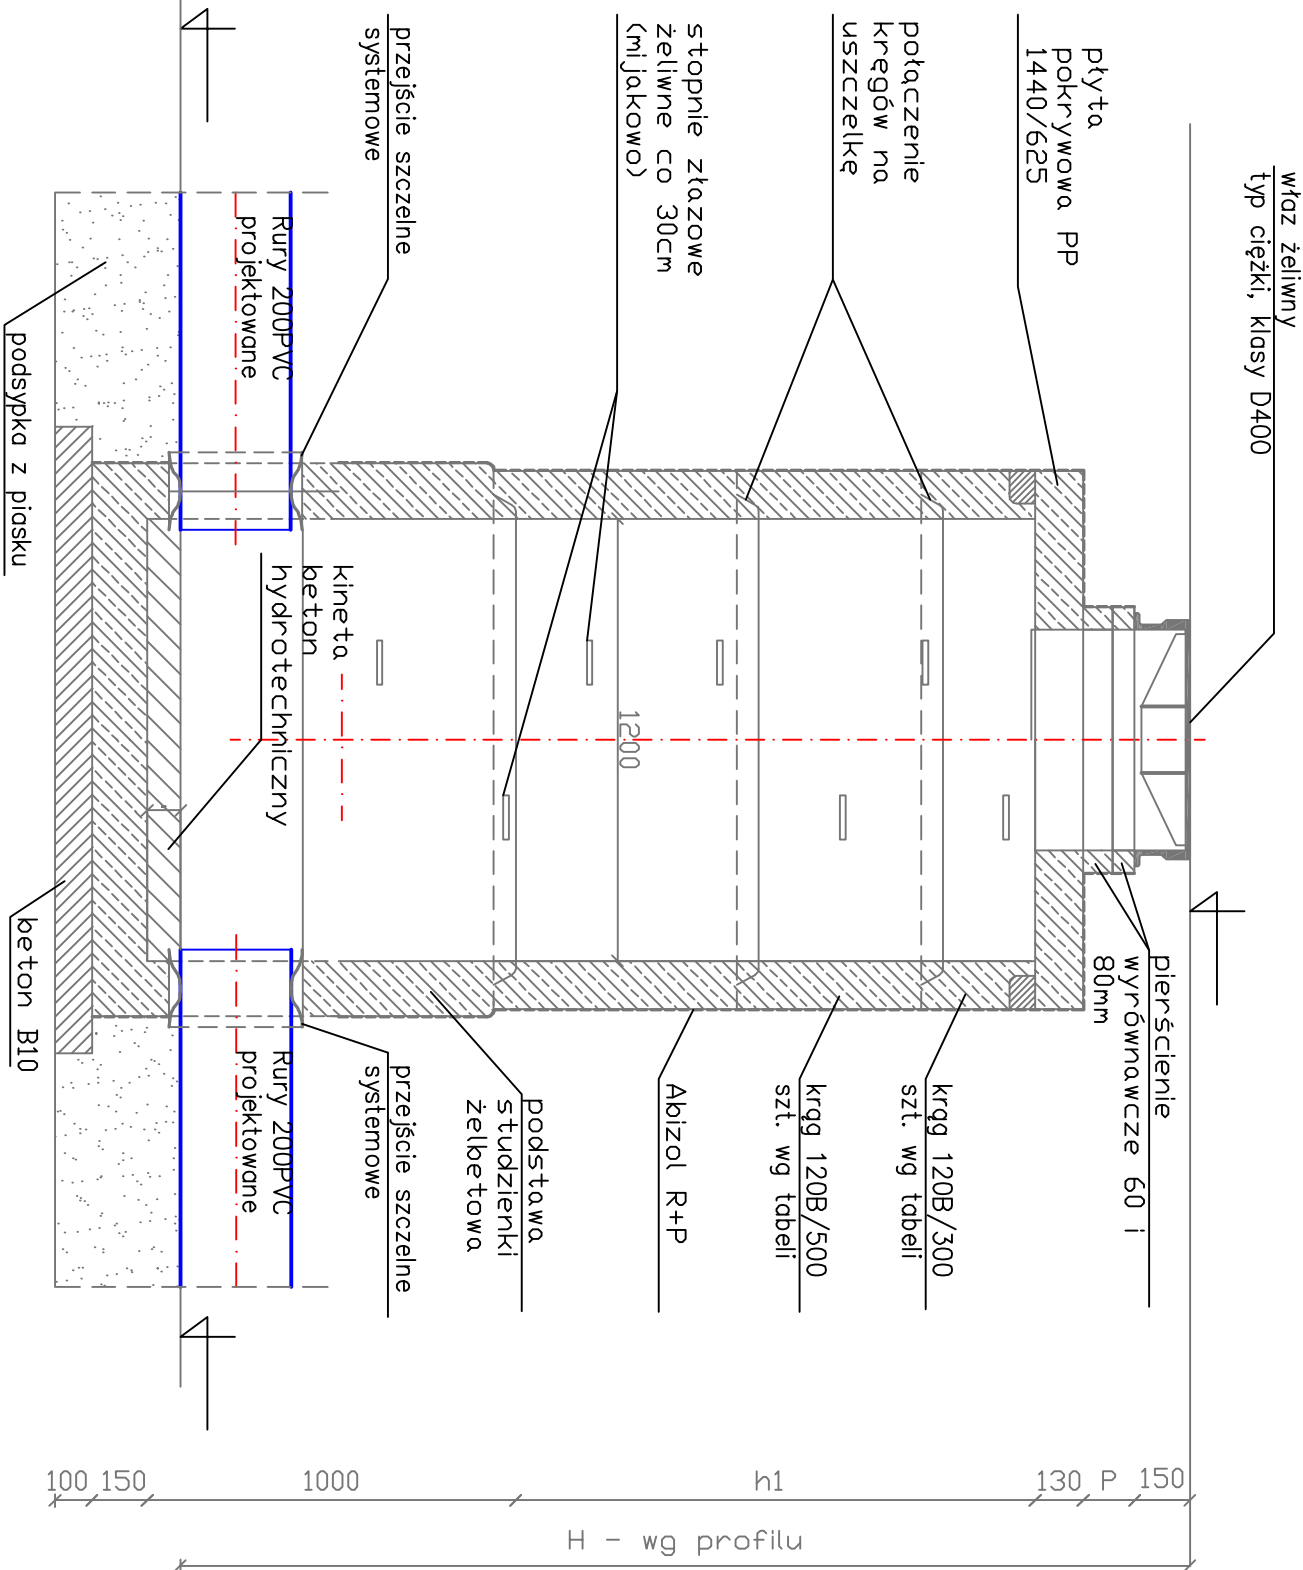 właz żeliwny
typ ciężki, klasy D400
płyta
pokrywowa PP
1440/625
połączenie
kręgów na
uszczelkę
stopnie złazowe
żeliwne co 30cm
(mijakowo)
przejście szczelne
systemowe
Rury 200PVC
projektowane
podsypka z piasku
kineta
beton
hydrotechniczny
1200
pierścienie
wyrównawcze 60 i
80mm
krąg 120B/300
szt. wg tabeli
krąg 120B/500
szt. wg tabeli
Abizol R+P
podstawa
studzienki
żelbetowa
przejście szczelne
systemowe
Rury 200PVC
projektowane
beton B10
100 150 1000 h1 130 P 150
H - wg profilu